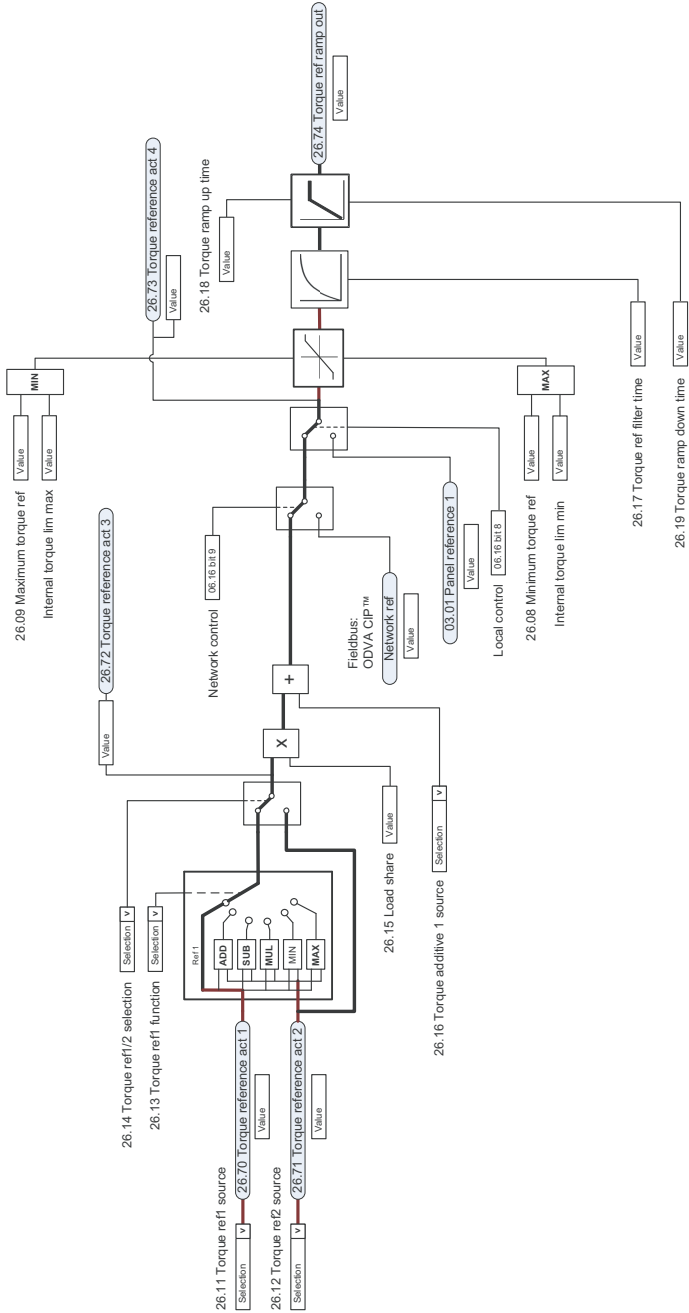 26.11 Torque ref1 source
Selection
v
26.70 Torque reference act 1
Value
26.12 Torque ref2 source
Selection
v
26.71 Torque reference act 2
Value
26.14 Torque ref1/2 selection
Selection
v
26.13 Torque ref1 function
Selection
v
Ref 1
ADD
SUB
MUL
MIN
MAX
Value
26.72 Torque reference act 3
X
+
26.15 Load share
Value
26.16 Torque additive 1 source
Selection
v
Network control
06.16 bit 9
Fieldbus:
ODVA CIP™
Network ref
Value
03.01 Panel reference 1
Value
Local control
06.16 bit 8
26.09 Maximum torque ref
Value
Internal torque lim max
Value
MIN
26.73 Torque reference act 4
Value
26.08 Minimum torque ref
Value
Internal torque lim min
Value
MAX
26.18 Torque ramp up time
Value
26.17 Torque ref filter time
Value
26.19 Torque ramp down time
Value
26.74 Torque ref ramp out
Value